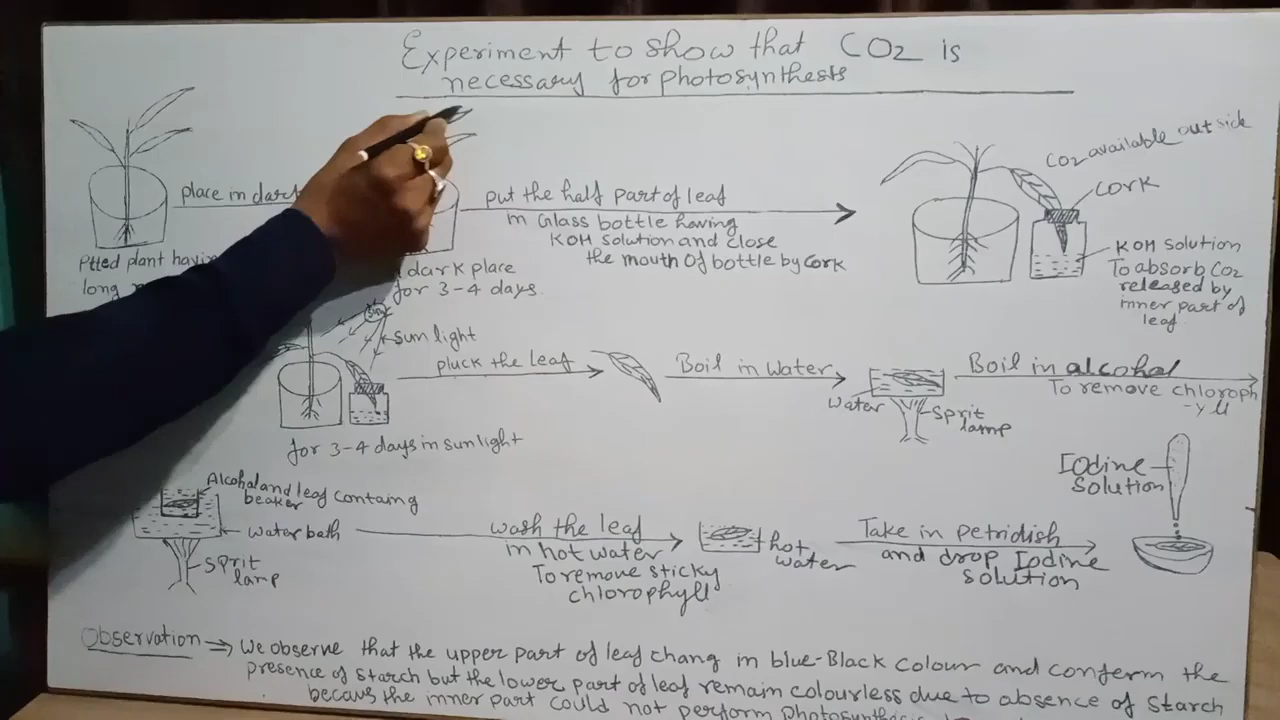 Experiment to show that CO2 is
necessary for photosynthesis
place in dark
Ptted plant havi
long
dark place
for 3-4 days.
put the half part of leaf
in Glass bottle having
KOH solution and close
the mouth of bottle by cork
CO2 available out side
cork
KOH solution
To absorb CO2
released by
inner part of
leaf
Sun
Sun light
for 3-4 days in sunlight
pluck the leaf
Boil in water
water
Sprit
lamp
Boil in alcohal
To remove chloroph
-yll
Alcohal and leaf containg
beaker
water bath
Sprit
lamp
wash the leaf
in hot water
To remove sticky
chlorophyll
hot
water
Take in petridish
and drop Iodine
solution
Iodine
solution
Observation ⇒ We observe that the upper part of leaf chang in blue-Black colour and conferm the
presence of starch but the lower part of leaf remain colourless due to absence of starch
becaus the inner part could not perform photosynthesis